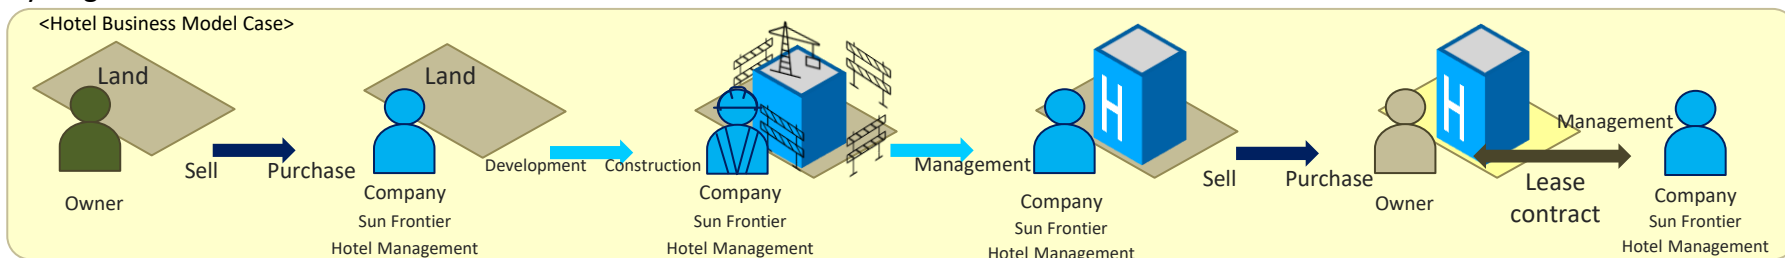 <Hotel Business Model Case>
Land
Owner
Sell
Purchase
Land
Company
Sun Frontier
Hotel Management
Development
Construction
Company
Sun Frontier
Hotel Management
Management
H
Company
Sun Frontier
Hotel Management
Sell
Purchase
H
Owner
Management
Lease
contract
Company
Sun Frontier
Hotel Management